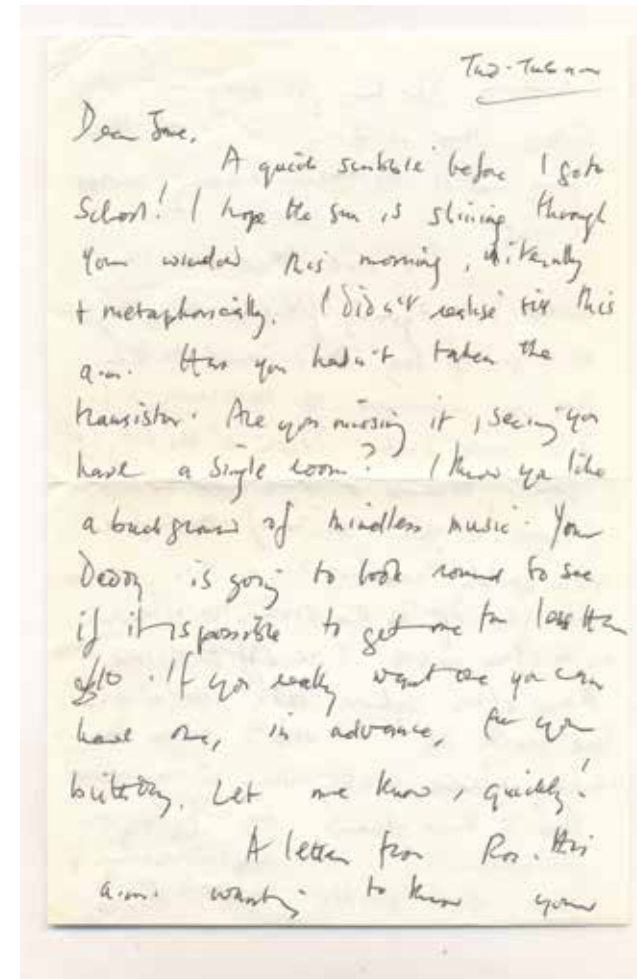 Dear Jane,
A quick scribble before I go to
School! I hope the sun is shining through
your window this morning, literally
+ metaphorically. I didn't realise till this
a.m. that you hadn't taken the
transistor. Are you missing it, seeing you
have a single room? I know you like
a background of mindless music. Your
Daddy is going to look round to see
if it is possible to get one for less than
£10. If you really want one you can
have one, in advance, for your
birthday. Let me know, quickly!
A letter from Ros. this
a.m. wanting to know your